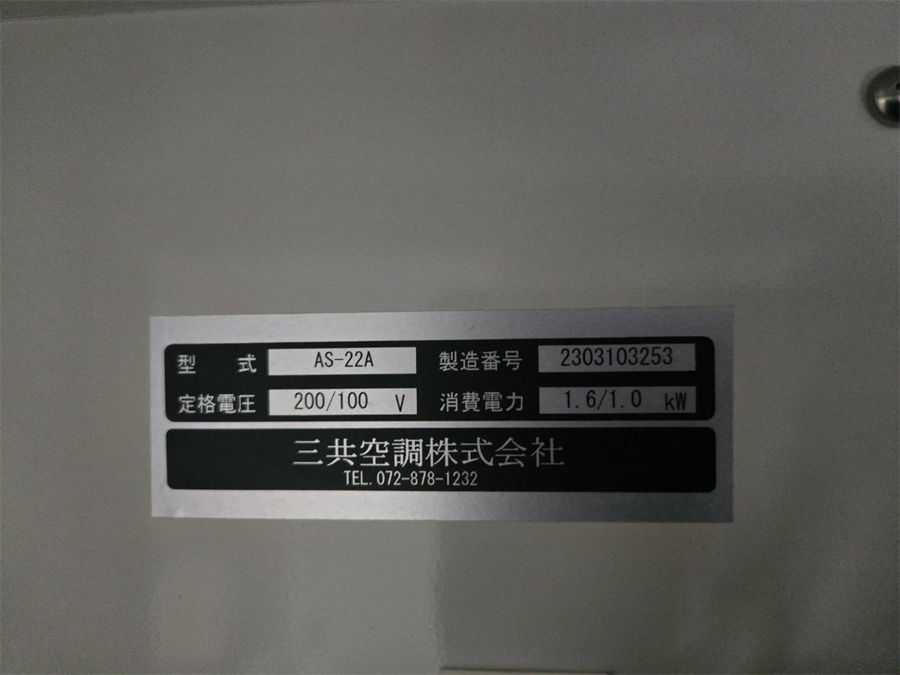 型 式 AS-22A 製造番号 2303103253
定格電圧 200/100 V 消費電力 1.6/1.0 kW
三共空調株式会社
TEL.072-878-1232